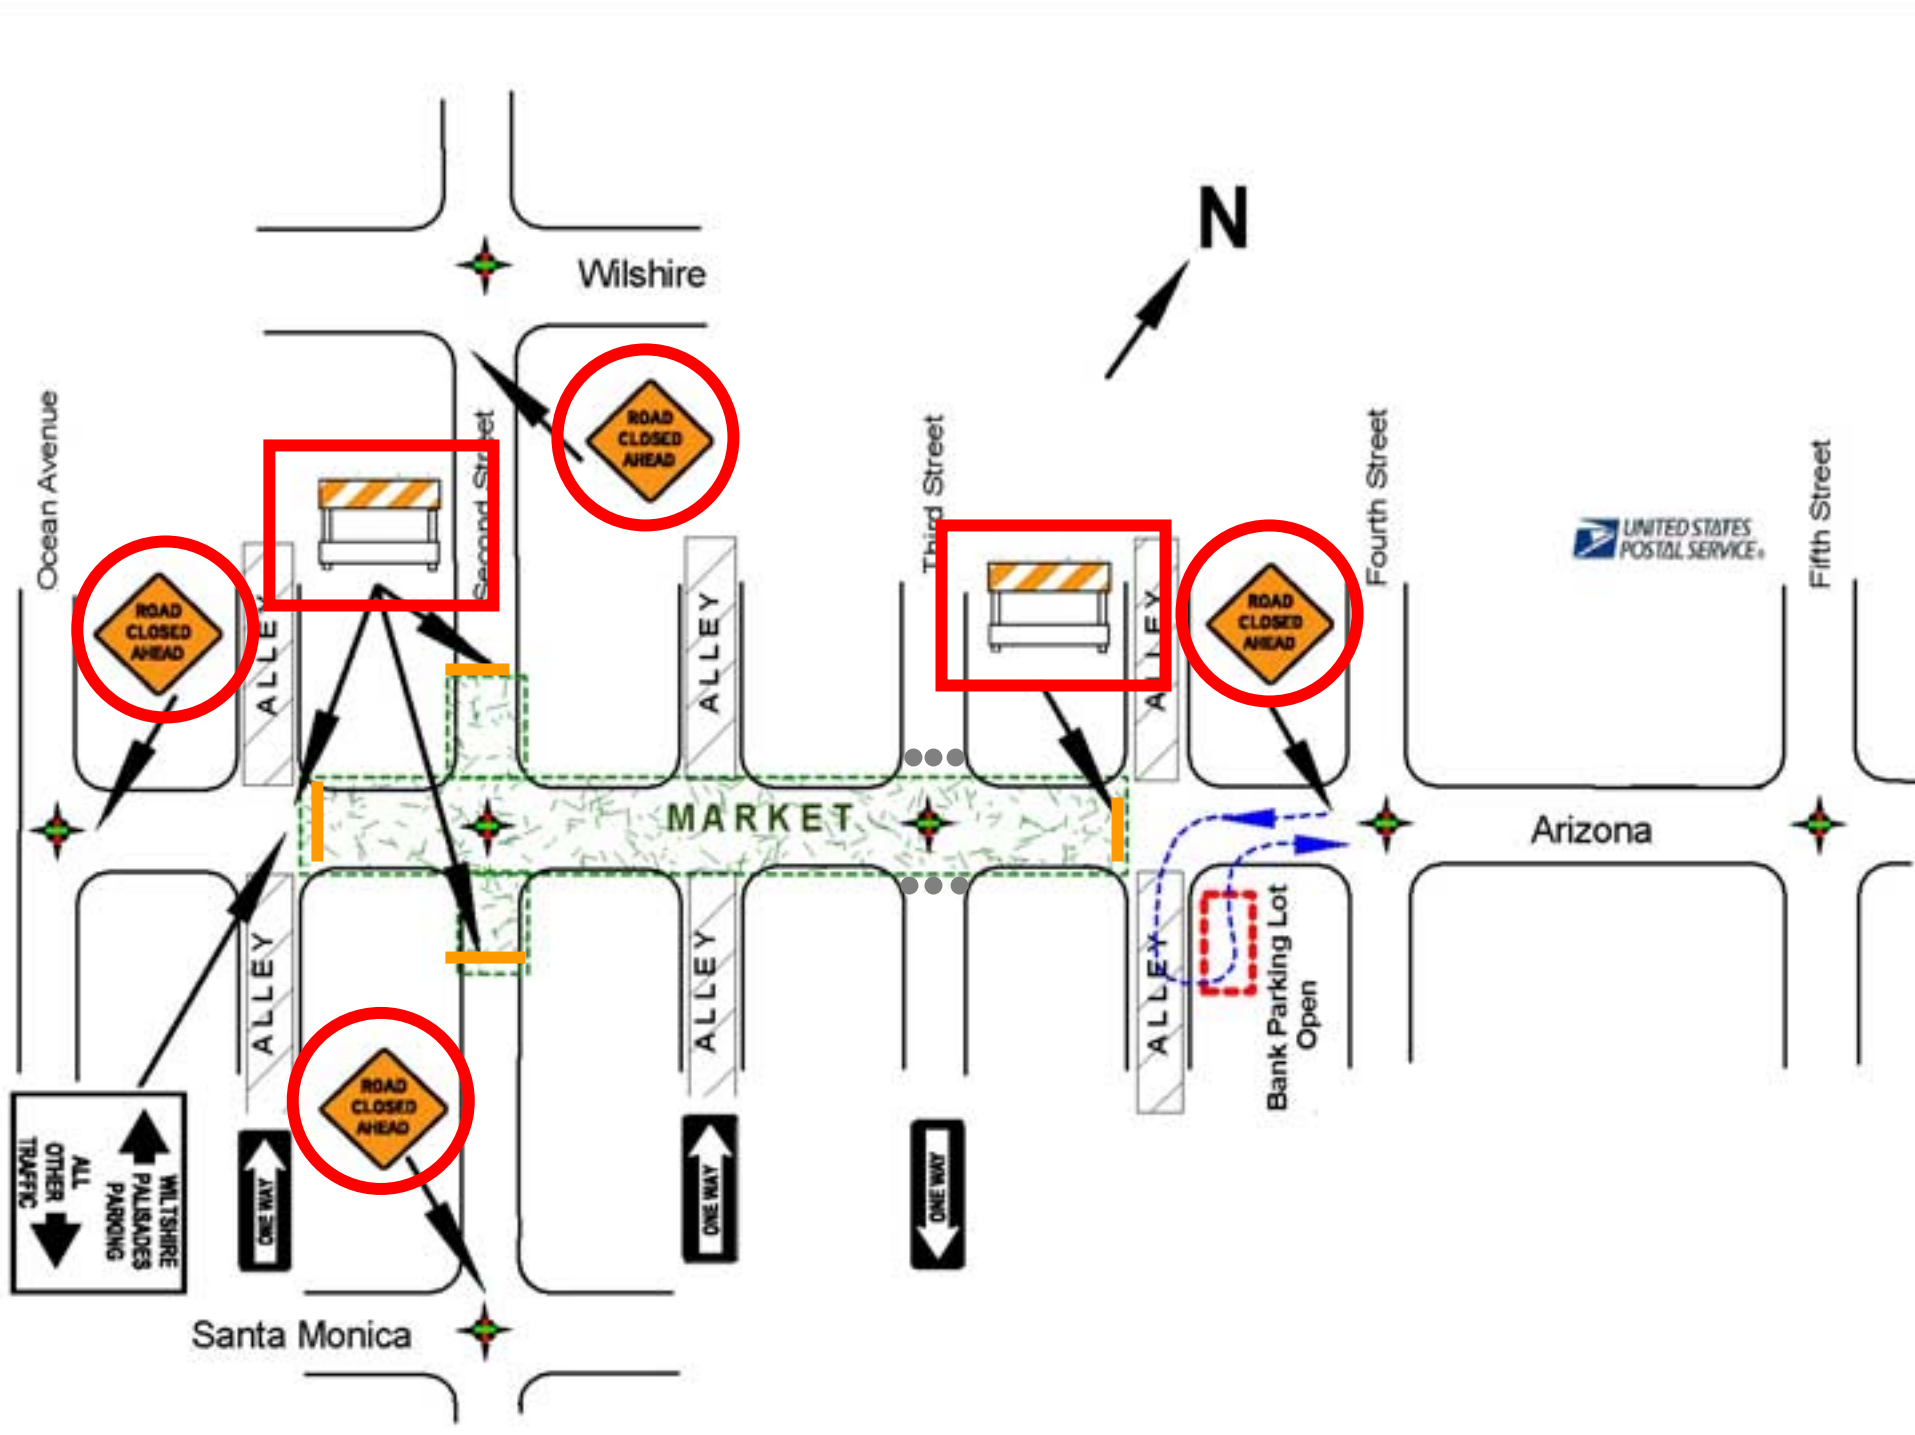 N
Wilshire
Ocean Avenue
Second Street
Third Street
Fourth Street
Fifth Street
ROAD
CLOSED
AHEAD
ROAD
CLOSED
AHEAD
ROAD
CLOSED
AHEAD
UNITED STATES
POSTAL SERVICE®
ALLEY
ALLEY
ALLEY
MARKET
Arizona
ALLEY
ALLEY
ALLEY
Bank Parking Lot
Open
ROAD
CLOSED
AHEAD
WILTSHIRE
PALISADES
PARKING
ALL
OTHER
TRAFFIC
ONE WAY
ONE WAY
ONE WAY
Santa Monica